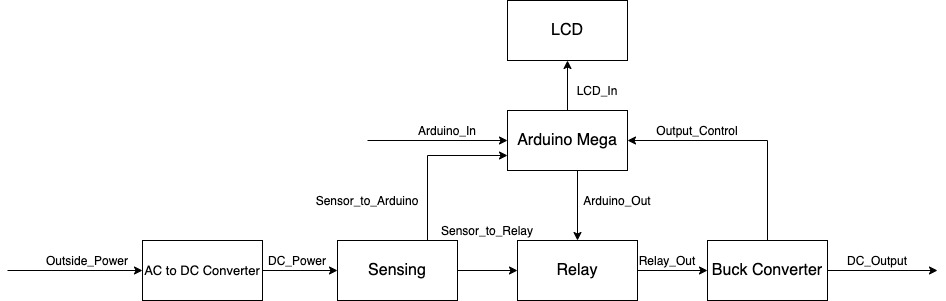 LCD
LCD_In
Arduino_In
Arduino Mega
Output_Control
Sensor_to_Arduino
Arduino_Out
Sensor_to_Relay
Outside_Power
AC to DC Converter
DC_Power
Sensing
Relay
Relay_Out
Buck Converter
DC_Output